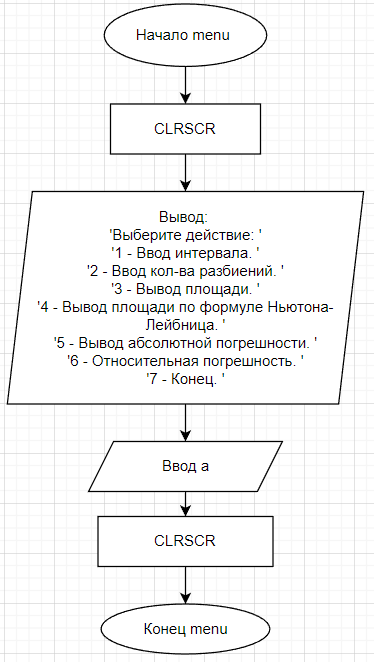 Начало menu
CLRSCR
Вывод:
'Выберите действие: '
'1 - Ввод интервала. '
'2 - Ввод кол-ва разбиений. '
'3 - Вывод площади. '
'4 - Вывод площади по формуле Ньютона-
Лейбница. '
'5 - Вывод абсолютной погрешности. '
'6 - Относительная погрешность. '
'7 - Конец. '
Ввод a
CLRSCR
Конец menu